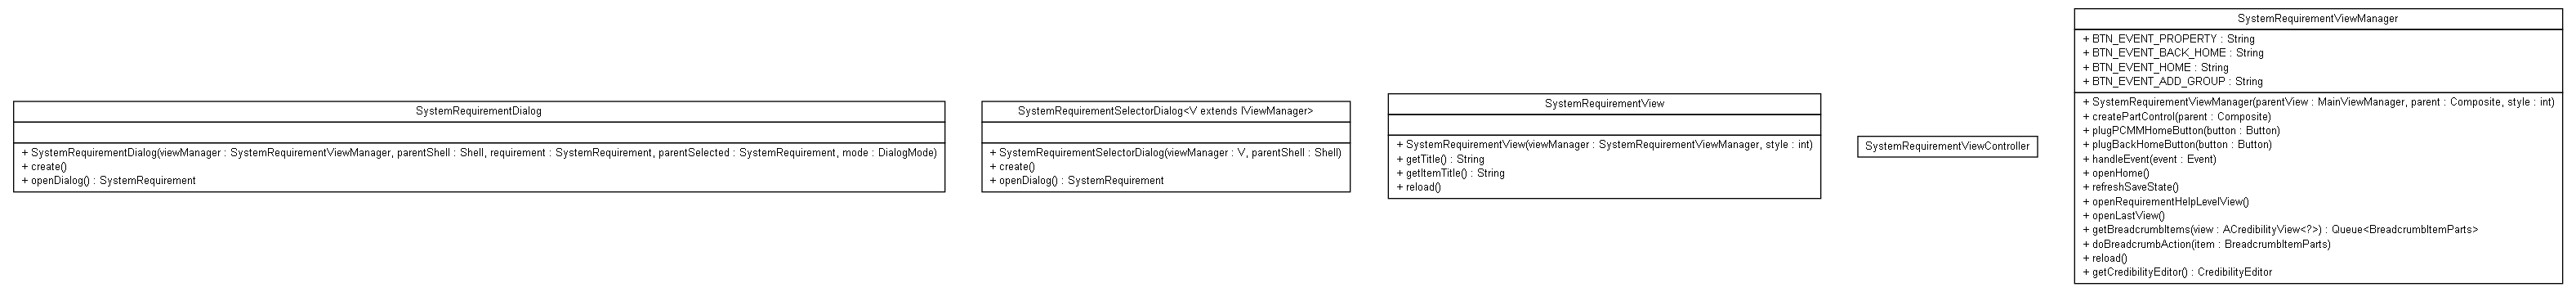 SystemRequirementDialog
+ SystemRequirementDialog(viewManager : SystemRequirementViewManager, parentShell : Shell, requirement : SystemRequirement, parentSelected : SystemRequirement, mode : DialogMode)
+ create()
+ openDialog() : SystemRequirement
SystemRequirementSelectorDialog<V extends IViewManager>
+ SystemRequirementSelectorDialog(viewManager : V, parentShell : Shell)
+ create()
+ openDialog() : SystemRequirement
SystemRequirementView
+ SystemRequirementView(viewManager : SystemRequirementViewManager, style : int)
+ getTitle() : String
+ getItemTitle() : String
+ reload()
SystemRequirementViewController
SystemRequirementViewManager
+ BTN_EVENT_PROPERTY : String
+ BTN_EVENT_BACK_HOME : String
+ BTN_EVENT_HOME : String
+ BTN_EVENT_ADD_GROUP : String
+ SystemRequirementViewManager(parentView : MainViewManager, parent : Composite, style : int)
+ createPartControl(parent : Composite)
+ plugPCMMHomeButton(button : Button)
+ plugBackHomeButton(button : Button)
+ handleEvent(event : Event)
+ openHome()
+ refreshSaveState()
+ openRequirementHelpLevelView()
+ openLastView()
+ getBreadcrumbItems(view : ACredibilityView<?>) : Queue<BreadcrumbItemParts>
+ doBreadcrumbAction(item : BreadcrumbItemParts)
+ reload()
+ getCredibilityEditor() : CredibilityEditor